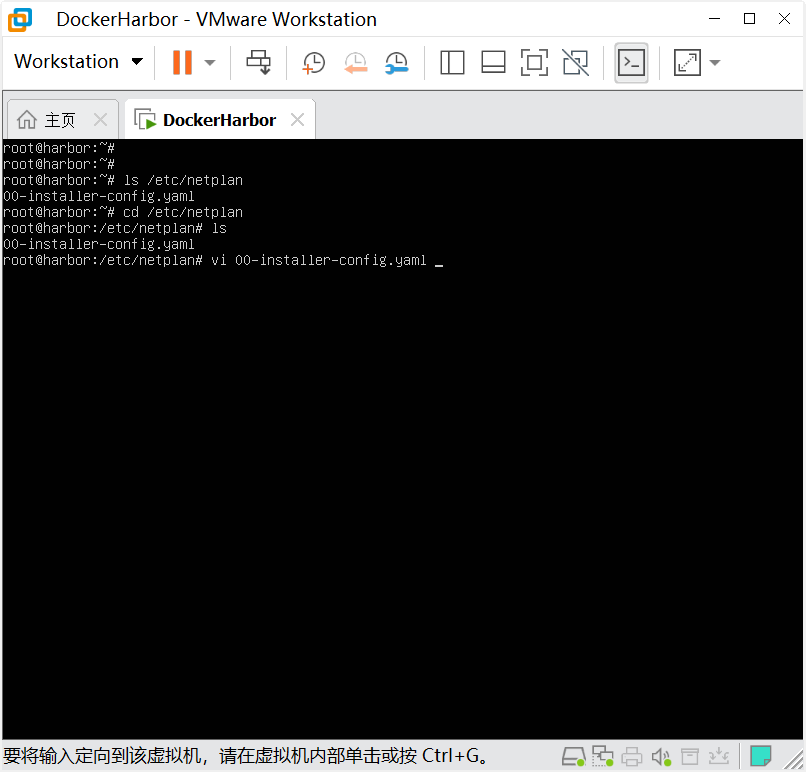 DockerHarbor - VMware Workstation
Workstation
主页
DockerHarbor
root@harbor:~#
root@harbor:~#
root@harbor:~# ls /etc/netplan
00-installer-config.yaml
root@harbor:~# cd /etc/netplan
root@harbor:/etc/netplan# ls
00-installer-config.yaml
root@harbor:/etc/netplan# vi 00-installer-config.yaml _
要将输入定向到该虚拟机，请在虚拟机内部单击或按 Ctrl+G。